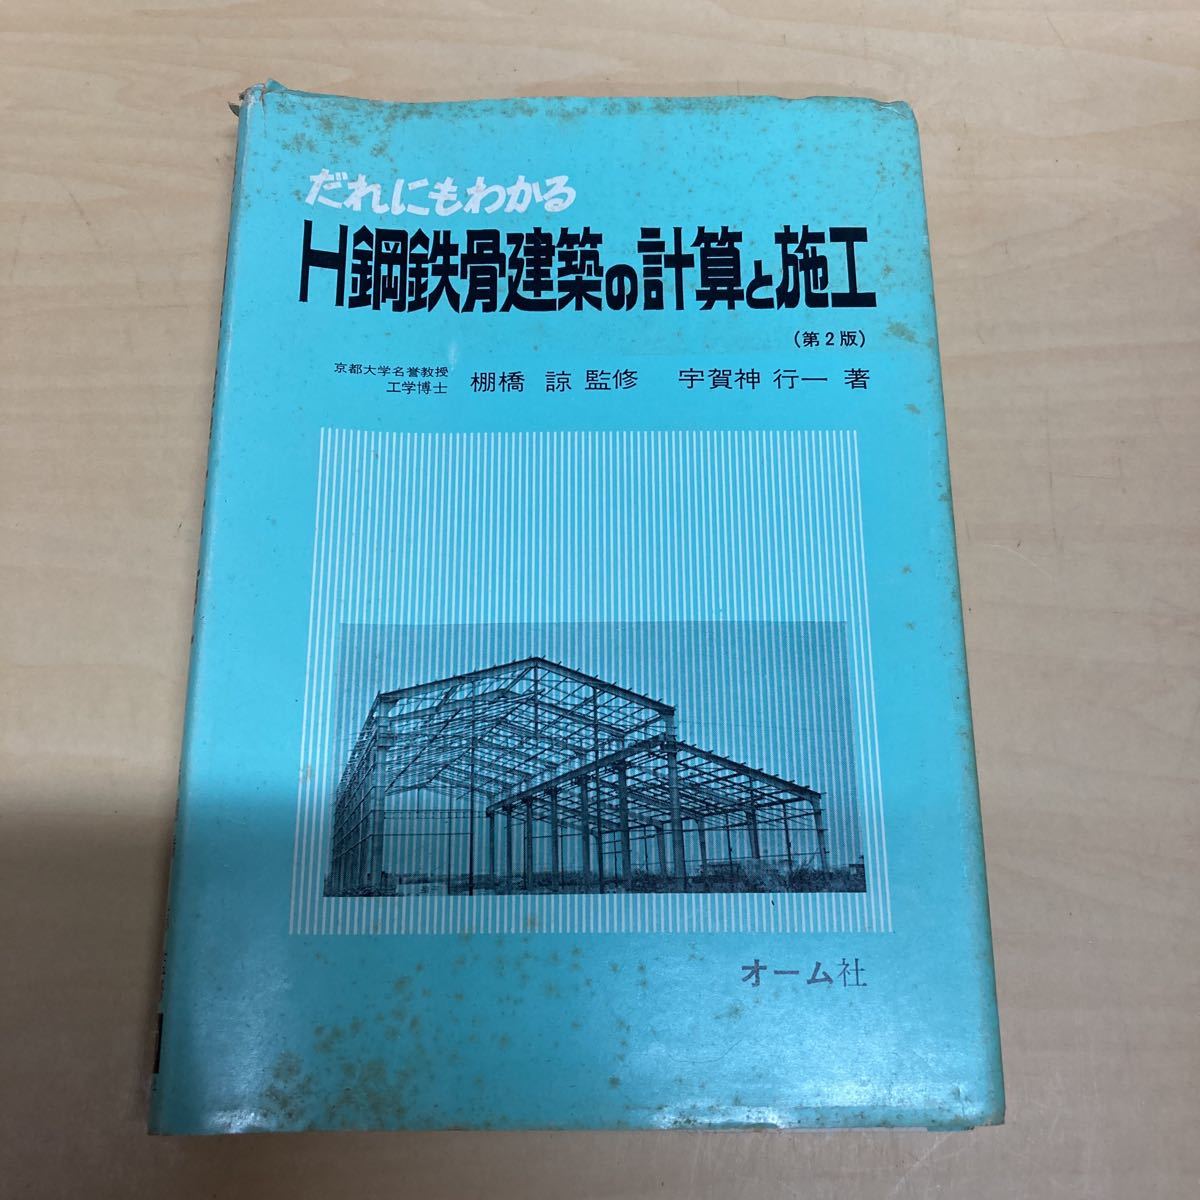 だれにもわかる
H鋼鉄骨建築の計算と施工
(第2版)
京都大学名誉教授
工学博士 棚橋 諒 監修 宇賀神 行一 著
オーム社